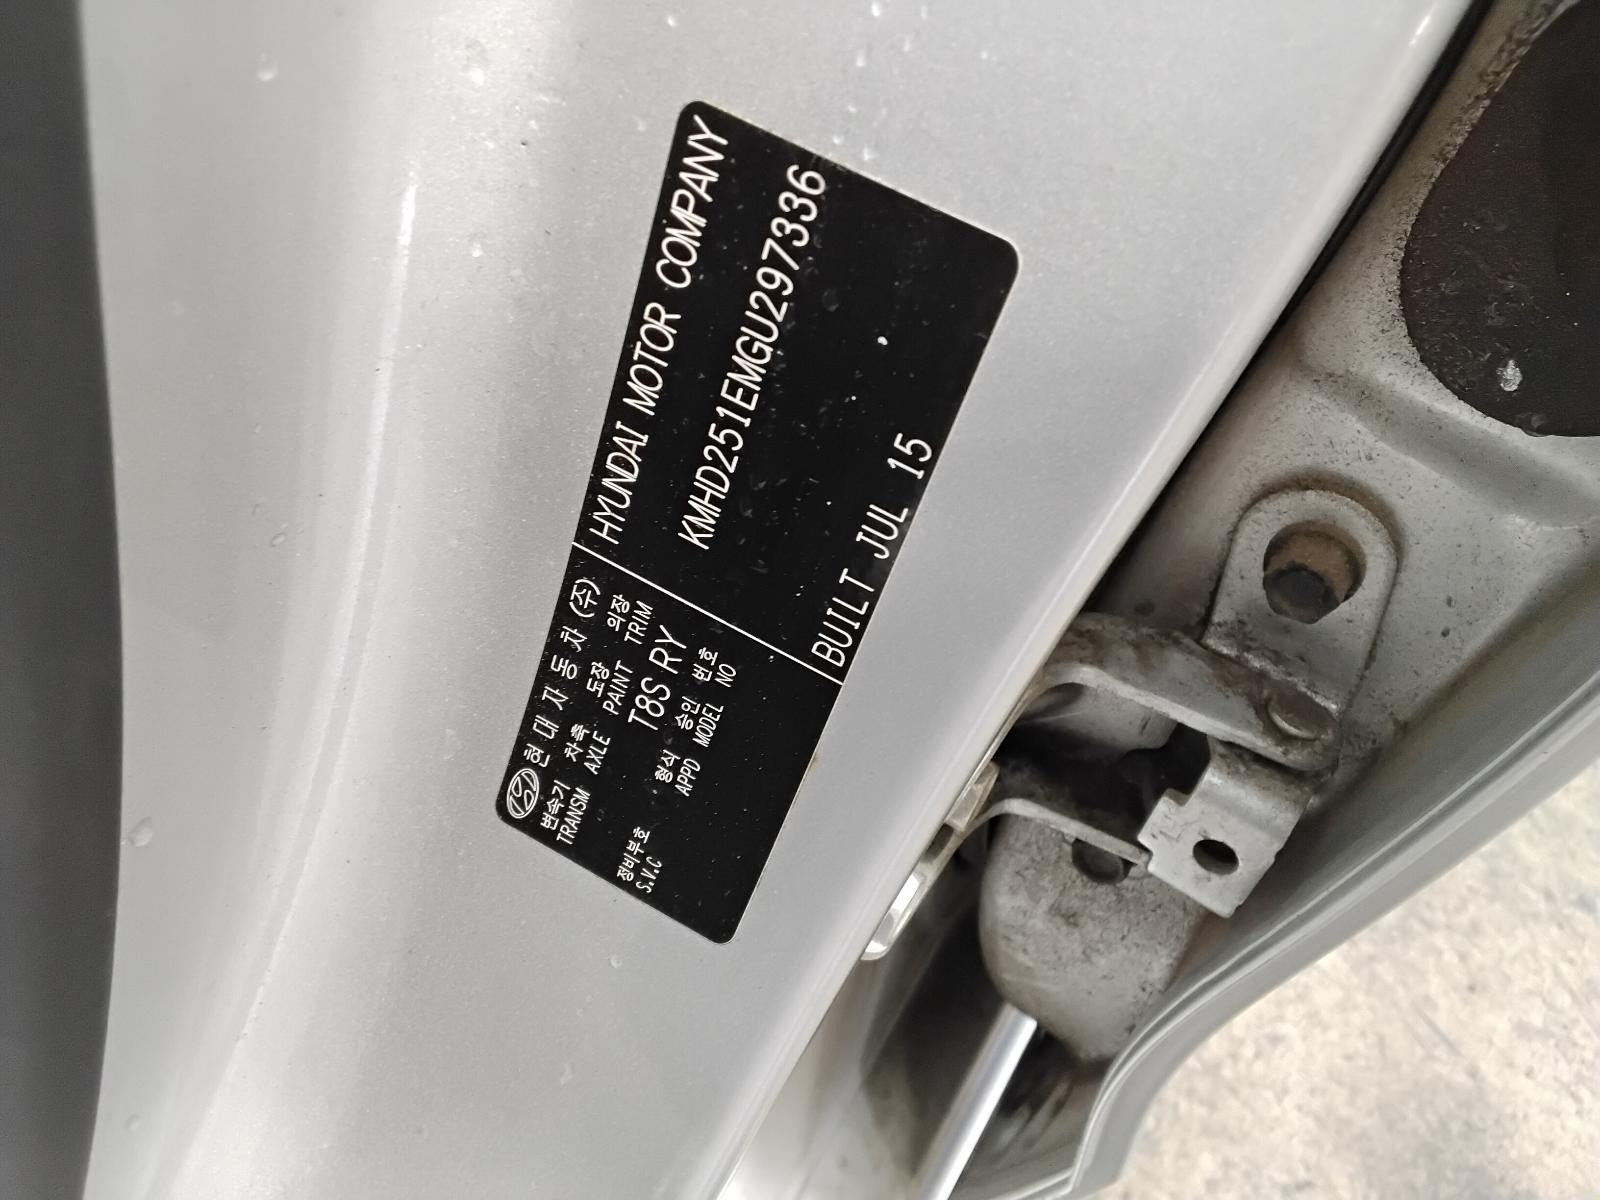 현 대 자 동 차 (주)
변속기 차축 도장 의장
TRANSM AXLE PAINT TRIM
T8S RY
정비부호 형식 승인 번호
S.V.C APPD MODEL NO
HYUNDAI MOTOR COMPANY
KMHD251EMGU297336
BUILT JUL 15